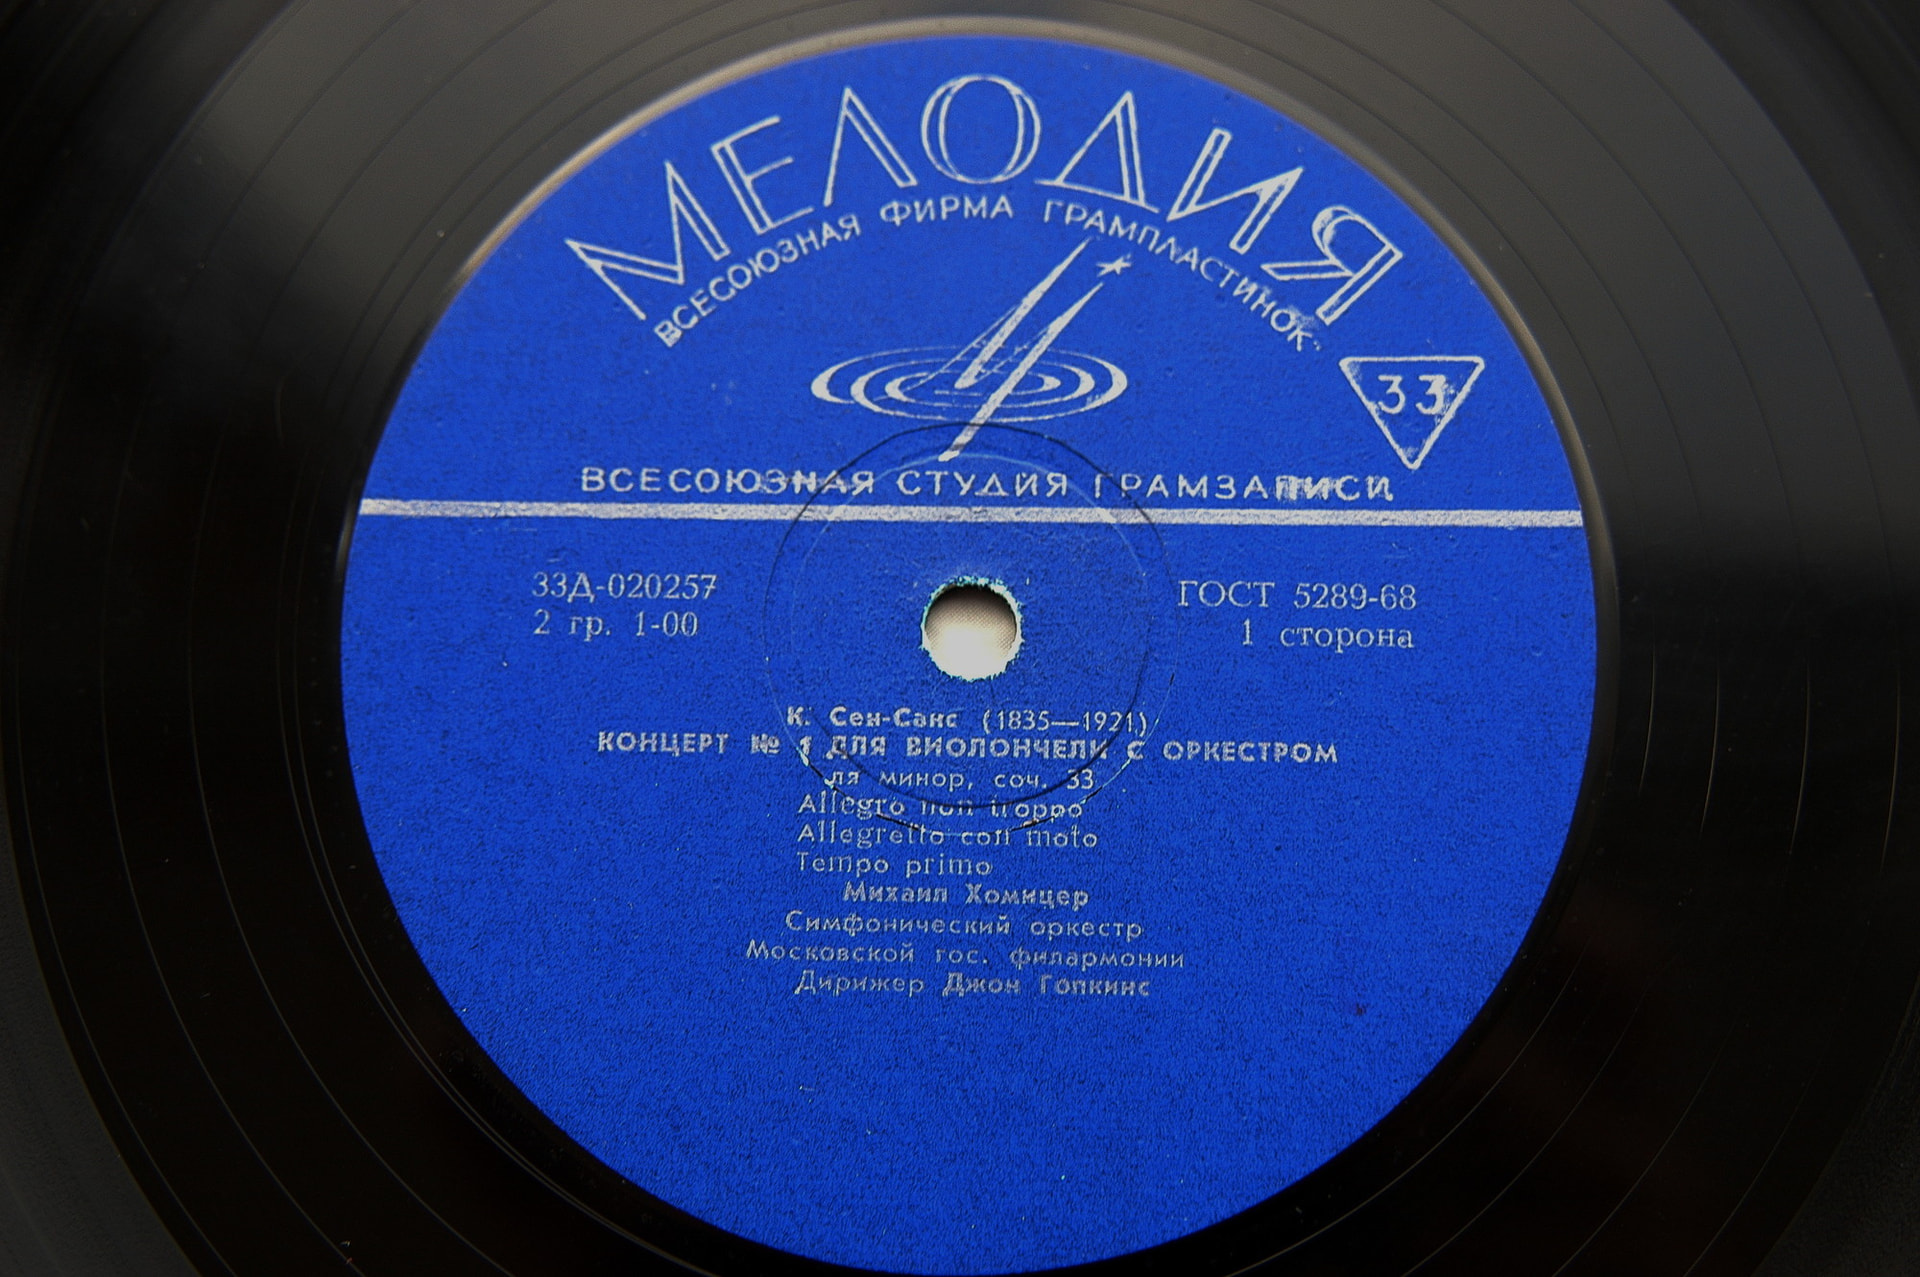 МЕЛОДИЯ
ВСЕСОЮЗНАЯ ФИРМА ГРАМПЛАСТИНОК
33
ВСЕСОЮЗНАЯ СТУДИЯ ГРАМЗАПИСИ
33Д-020257 ГОСТ 5289-68
2 гр. 1-00 1 сторона
К. Сен-Санс (1835—1921)
КОНЦЕРТ № 1 ДЛЯ ВИОЛОНЧЕЛИ С ОРКЕСТРОМ
ля минор, соч. 33
Allegro non troppo
Allegretto con moto
Tempo primo
Михаил Хомицер
Симфонический оркестр
Московской гос. филармонии
Дирижер Джон Гопкинс